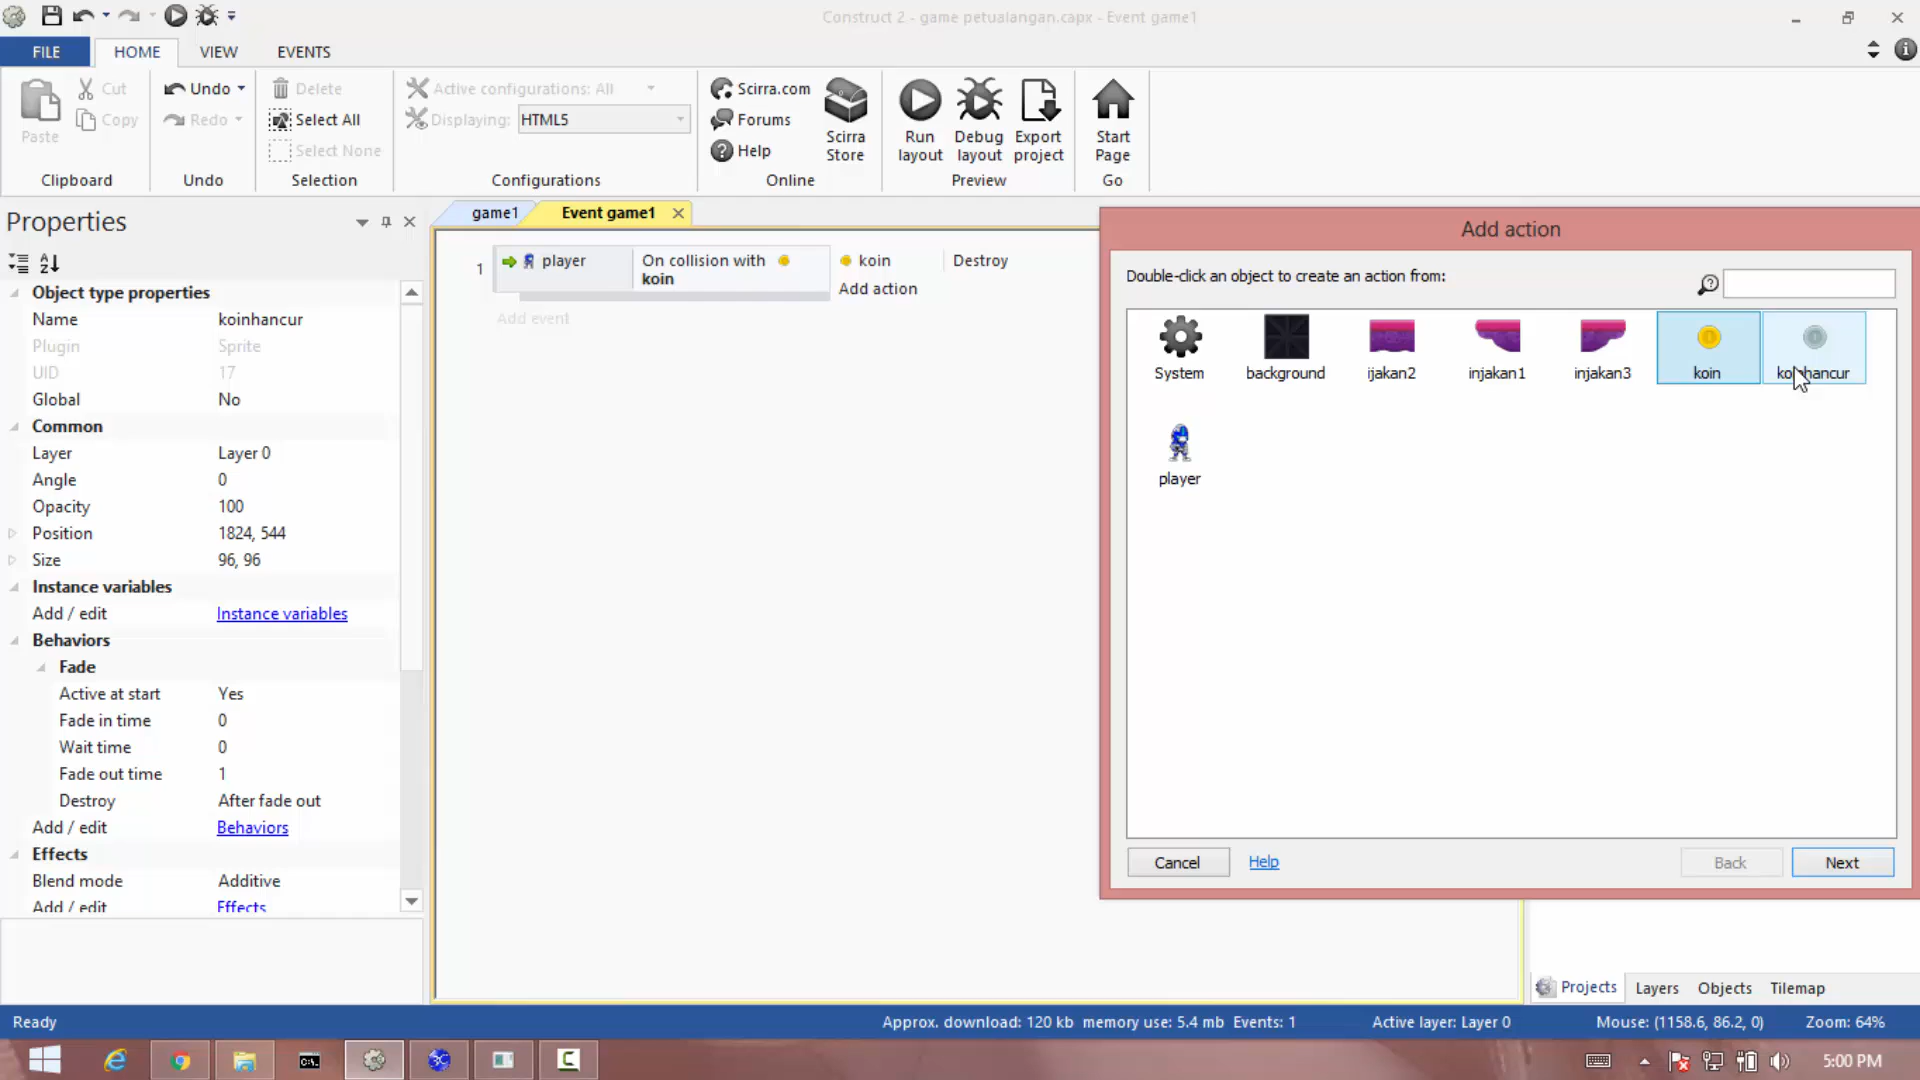 Construct 2 - game petualangan.capx - Event game1
FILE
HOME
VIEW
EVENTS
Paste
Cut
Copy
Clipboard
Undo
Redo
Undo
Delete
Select All
Select None
Selection
Active configurations: All
Displaying:
HTML5
Configurations
Scirra.com
Forums
Help
Scirra
Store
Online
Run
layout
Debug
layout
Export
project
Preview
Start
Page
Go
Properties
Object type properties
Name koinhancur
Plugin Sprite
UID 17
Global No
Common
Layer Layer 0
Angle 0
Opacity 100
Position 1824, 544
Size 96, 96
Instance variables
Add / edit Instance variables
Behaviors
Fade
Active at start Yes
Fade in time 0
Wait time 0
Fade out time 1
Destroy After fade out
Add / edit Behaviors
Effects
Blend mode Additive
Add / edit Effects
game1
Event game1
1
player
On collision with
koin
koin
Destroy
Add action
Add event
Add action
Double-click an object to create an action from:
System
background
ijakan2
injakan1
injakan3
koin
koinhancur
player
Cancel
Help
Back
Next
Projects
Layers
Objects
Tilemap
Ready
Approx. download: 120 kb memory use: 5.4 mb Events: 1
Active layer: Layer 0
Mouse: (1158.6, 86.2, 0)
Zoom: 64%
5:00 PM